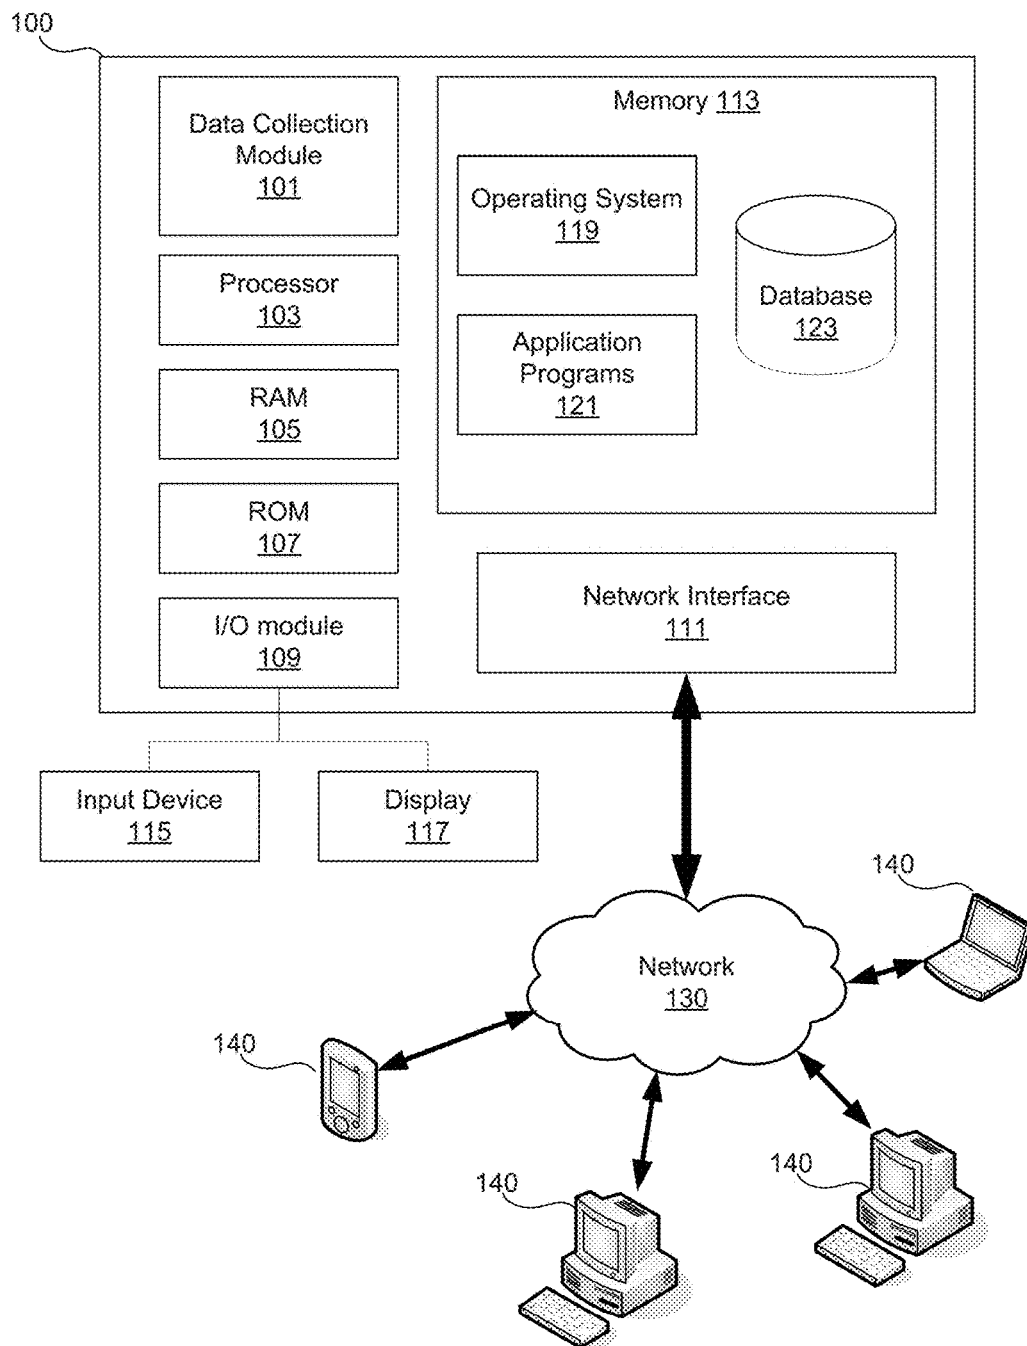 100
Data Collection
Module
101
Processor
103
RAM
105
ROM
107
I/O module
109
Memory 113
Operating System
119
Application
Programs
121
Database
123
Network Interface
111
Input Device
115
Display
117
Network
130
140
140
140
140